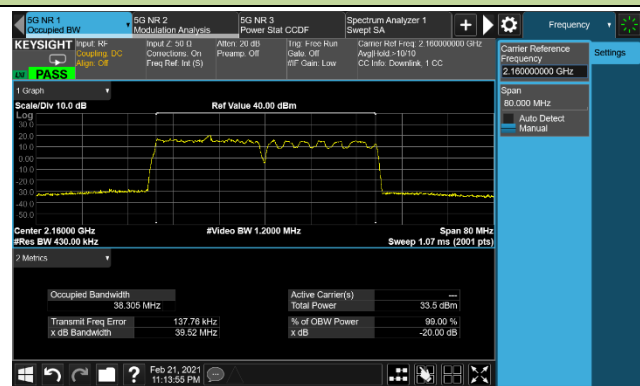 5G NR 1
Occupied BW
5G NR 2
Modulation Analysis
5G NR 3
Power Stat CCDF
Spectrum Analyzer 1
Swept SA
Frequency
KEYSIGHT
Input: RF
Coupling: DC
Align: Off
Input Z: 50 Ω
Corrections: On
Freq Ref: Int (S)
Atten: 20 dB
Preamp: Off
Trig: Free Run
Gate: Off
#IF Gain: Low
Carrier Ref Freq: 2.160000000 GHz
Avg|Hold:>10/10
CC Info: Downlink, 1 CC
LXI
PASS
Carrier Reference
Frequency
2.160000000 GHz
Span
80.000 MHz
Auto Detect
Manual
Settings
1 Graph
Scale/Div 10.0 dB
Ref Value 40.00 dBm
Log
30.0
20.0
10.0
0.00
-10.0
-20.0
-30.0
-40.0
-50.0
Center 2.16000 GHz
#Res BW 430.00 kHz
#Video BW 1.2000 MHz
Span 80 MHz
Sweep 1.07 ms (2001 pts)
2 Metrics
Occupied Bandwidth
38.305 MHz
Active Carrier(s)
---
Total Power
33.5 dBm
Transmit Freq Error
137.76 kHz
x dB Bandwidth
39.52 MHz
% of OBW Power
99.00 %
x dB
-20.00 dB
?
Feb 21, 2021
11:13:55 PM